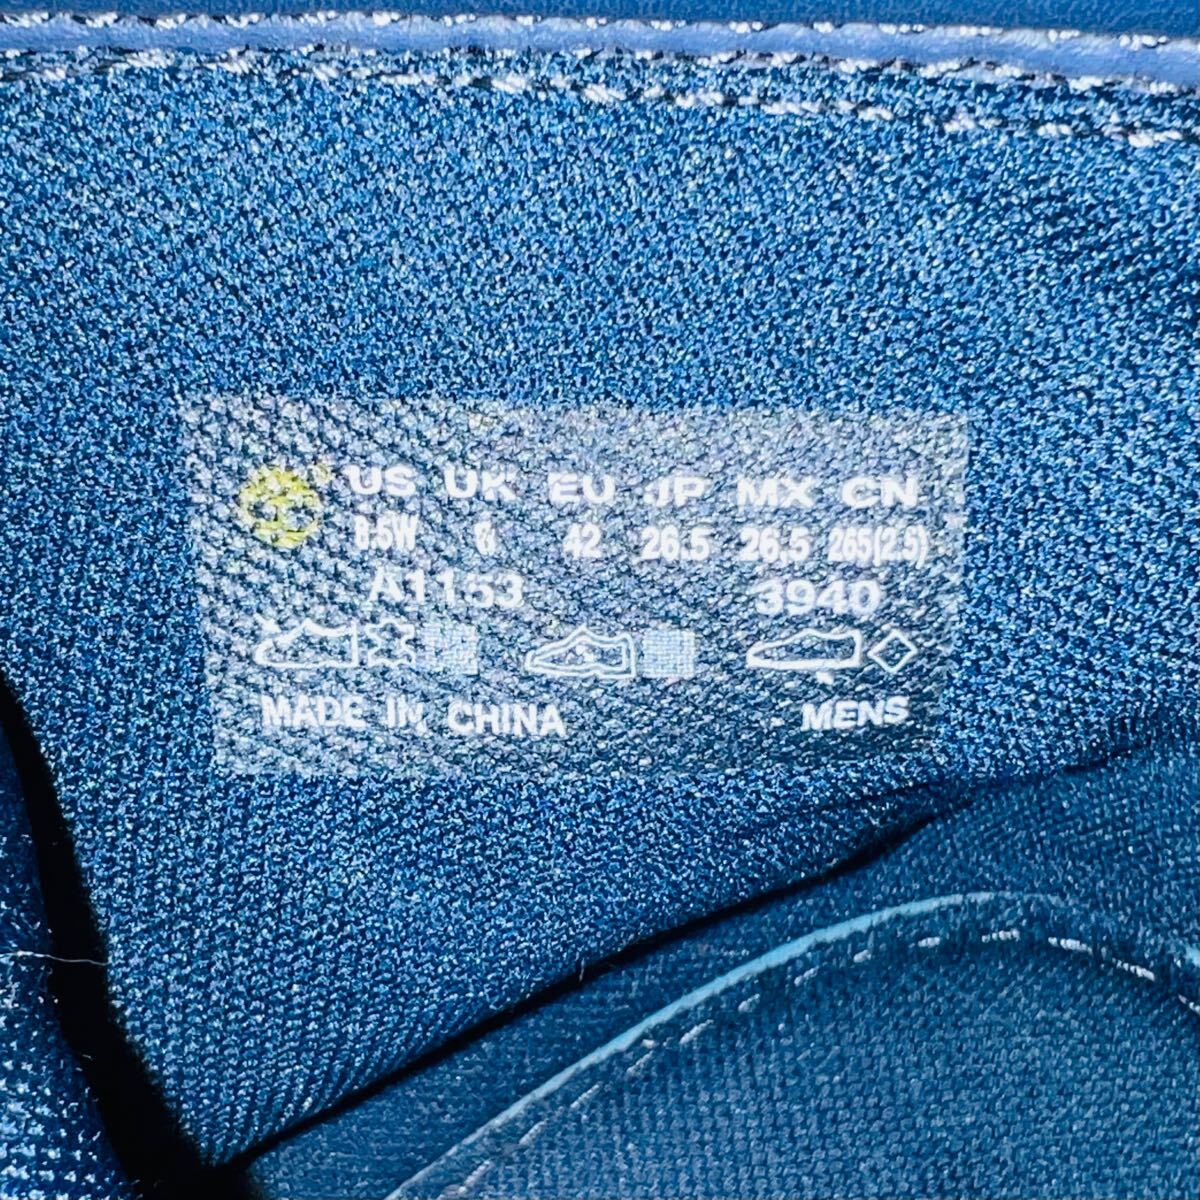 US UK EU JP MX CN
8.5W 8 42 26.5 26.5 265(2.5)
A1153 3940
MADE IN CHINA MENS